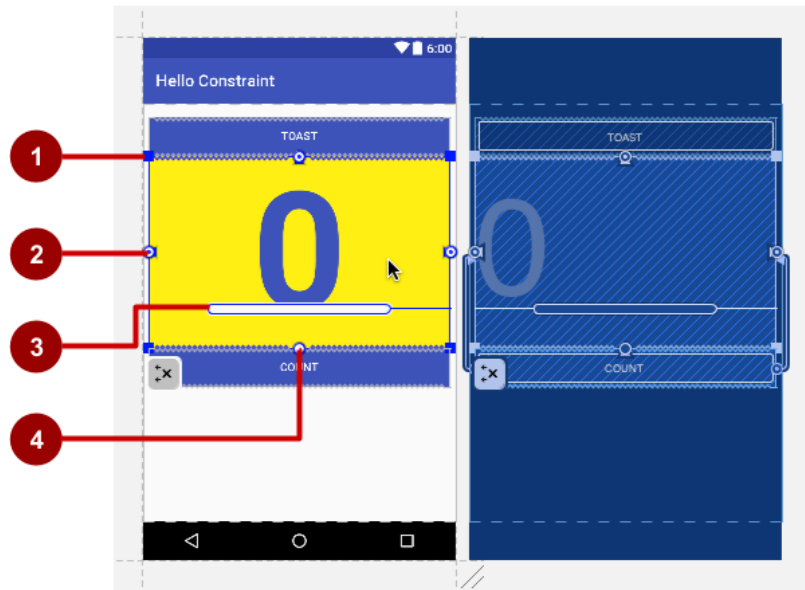 6:00
Hello Constraint
TOAST
TOAST
1
0
0
2
3
COUNT
COUNT
4